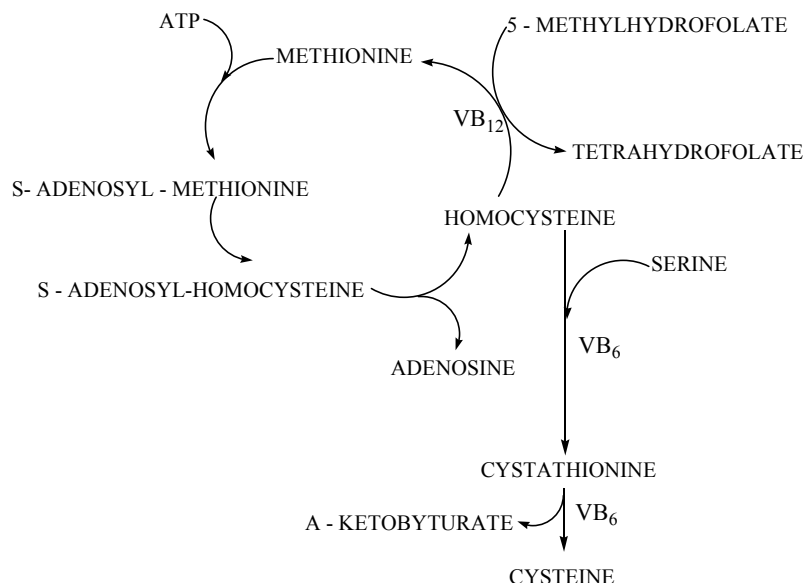 ATP
5 - METHYLHYDROFOLATE
METHIONINE
VB12
TETRAHYDROFOLATE
S- ADENOSYL - METHIONINE
HOMOCYSTEINE
SERINE
S - ADENOSYL-HOMOCYSTEINE
VB6
ADENOSINE
CYSTATHIONINE
VB6
A - KETOBYTURATE
CYSTEINE